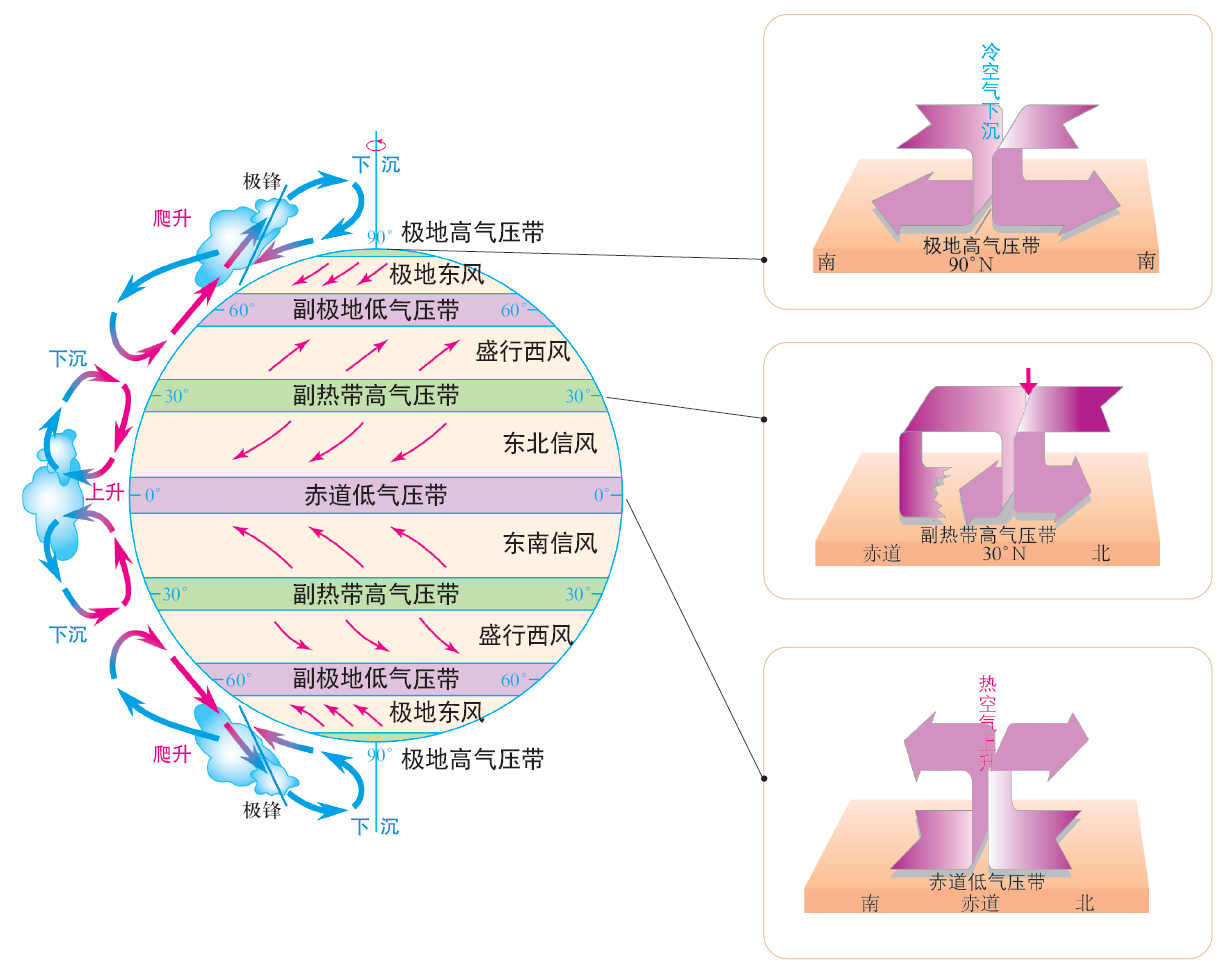 下沉
极锋
爬升
90°
极地高气压带
极地东风
60°
副极地低气压带
60°
盛行西风
下沉
30°
副热带高气压带
30°
东北信风
上升
0°
赤道低气压带
0°
东南信风
30°
副热带高气压带
30°
下沉
盛行西风
60°
副极地低气压带
60°
极地东风
爬升
90°
极地高气压带
极锋
下沉
冷空气下沉
极地高气压带
南
90°N
南
副热带高气压带
赤道
30°N
北
热空气上升
赤道低气压带
南
赤道
北